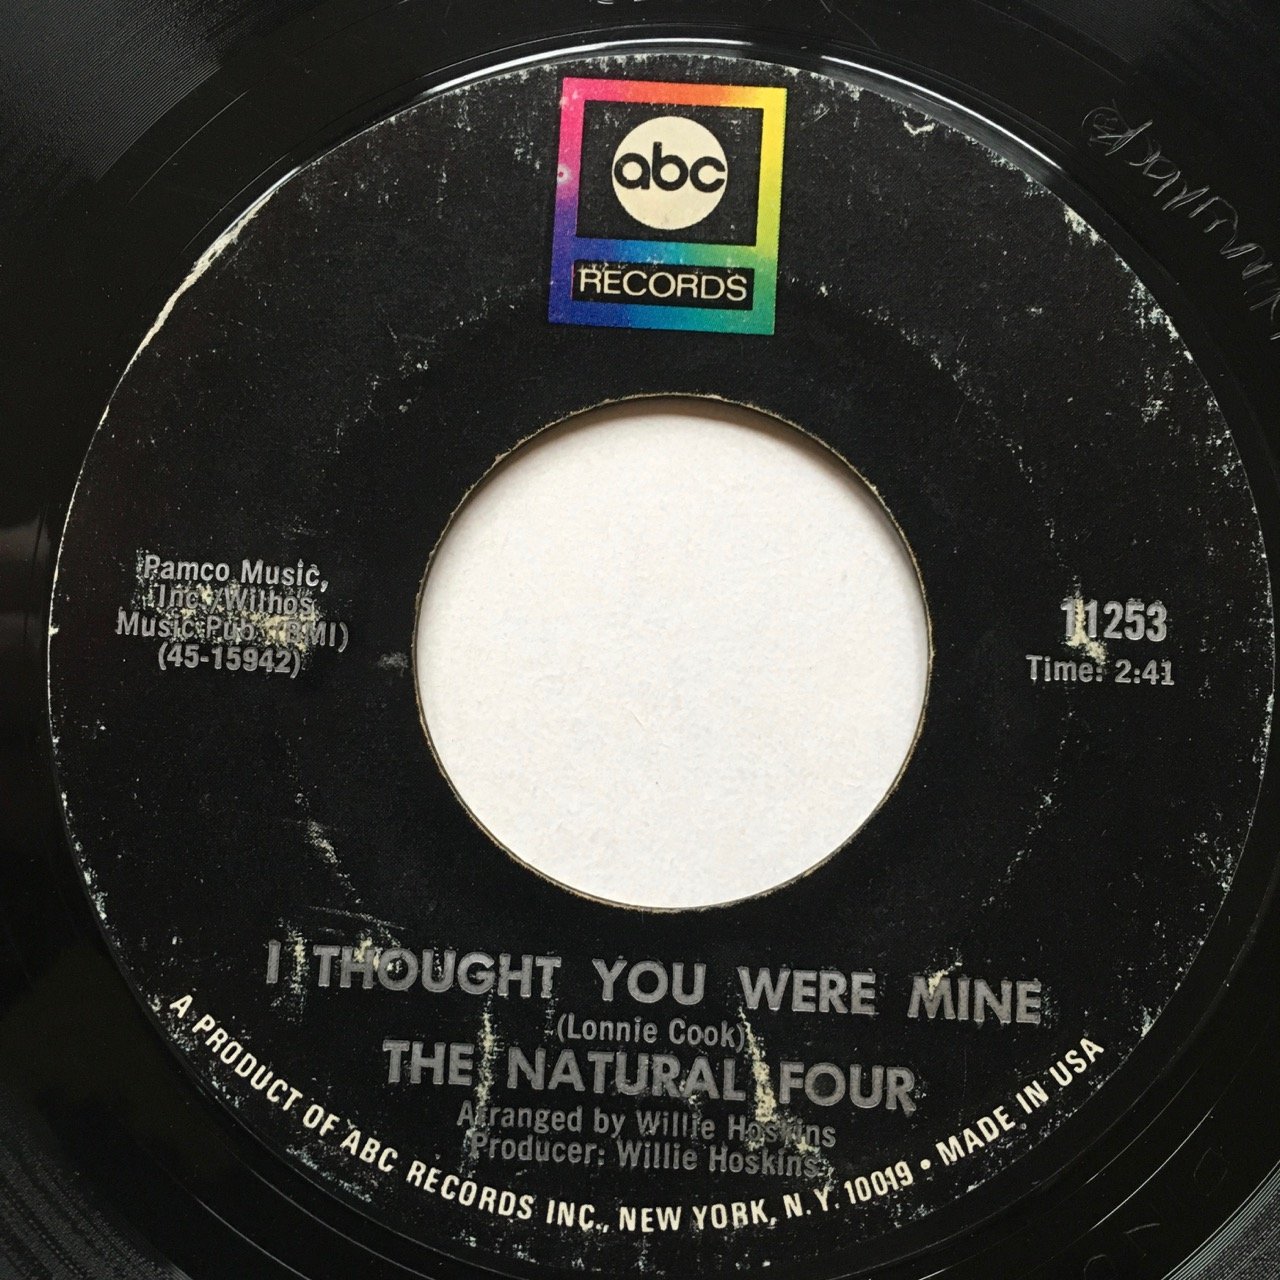 abc
RECORDS
Pamco Music,
Inc./Wilhos
Music Pub. (BMI)
(45-15942)
11253
Time: 2:41
I THOUGHT YOU WERE MINE
(Lonnie Cook)
THE NATURAL FOUR
Arranged by Willie Hoskins
Producer: Willie Hoskins
A PRODUCT OF ABC RECORDS INC., NEW YORK, N.Y. 10019 • MADE IN USA